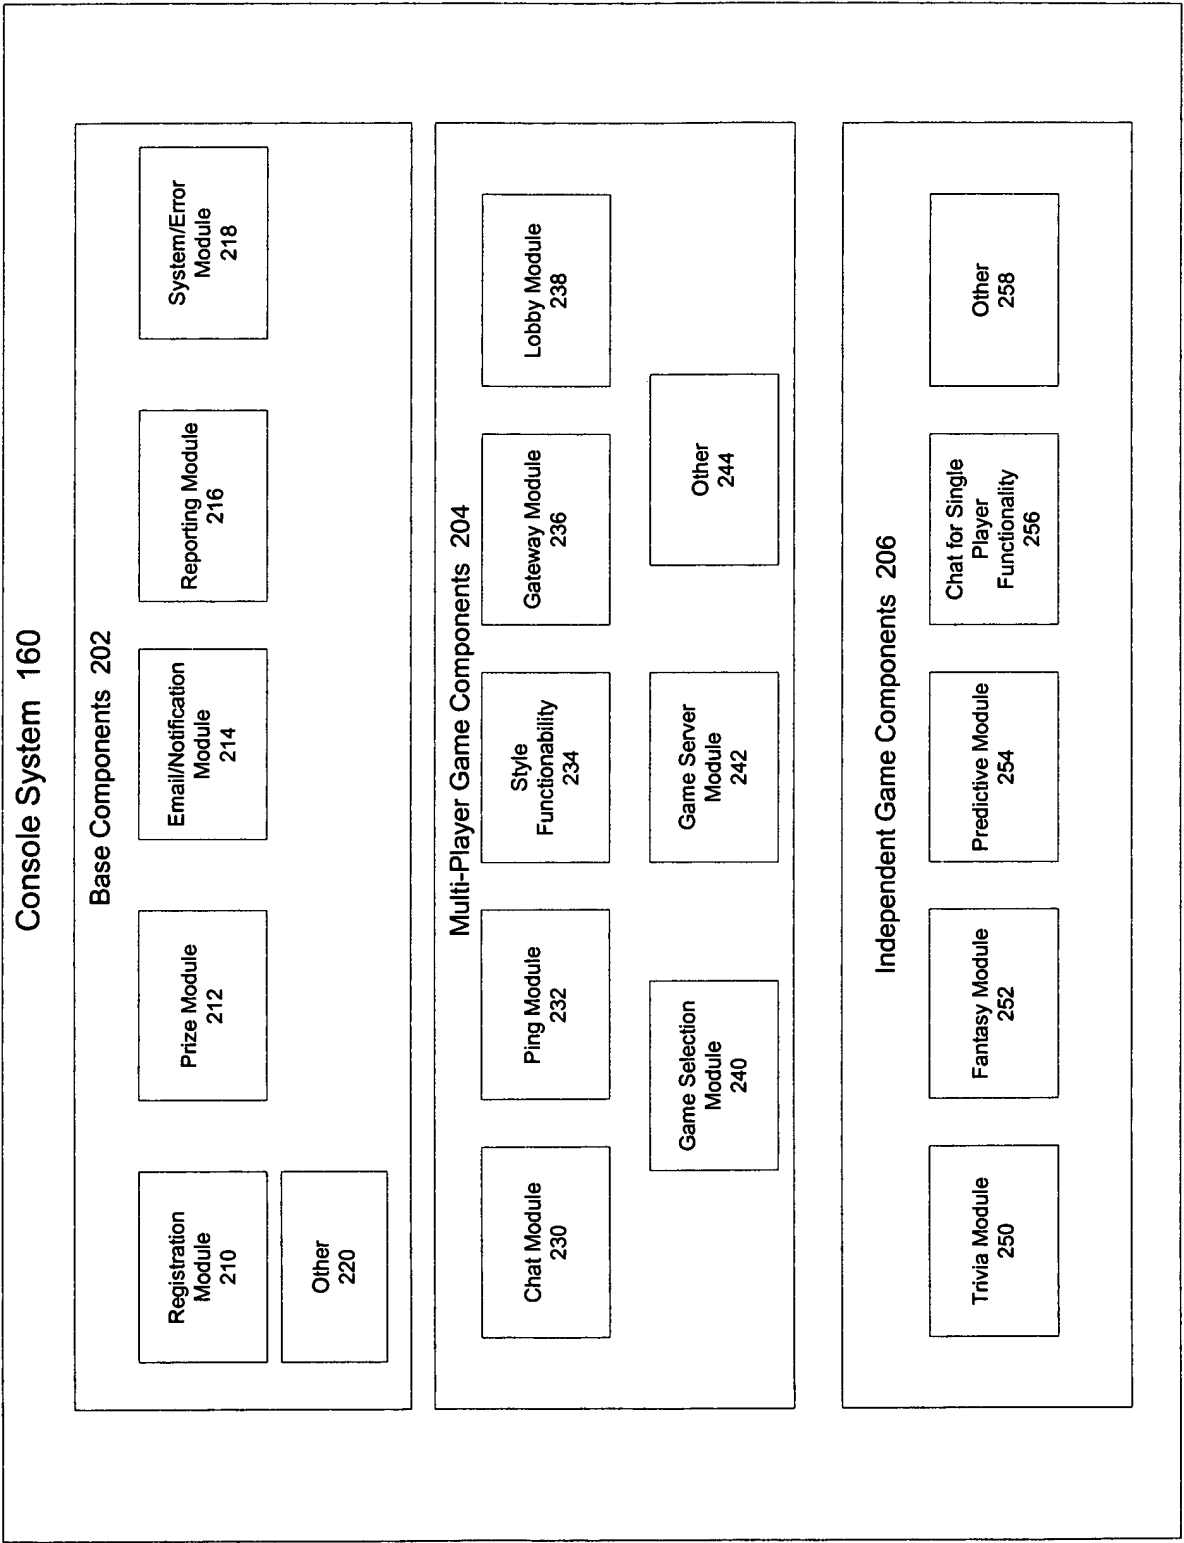 Console System 160
Base Components 202
Registration
Module
210
Prize Module
212
Email/Notification
Module
214
Reporting Module
216
System/Error
Module
218
Other
220
Multi-Player Game Components 204
Chat Module
230
Ping Module
232
Style
Functionability
234
Gateway Module
236
Lobby Module
238
Game Selection
Module
240
Game Server
Module
242
Other
244
Independent Game Components 206
Trivia Module
250
Fantasy Module
252
Predictive Module
254
Chat for Single
Player
Functionality
256
Other
258